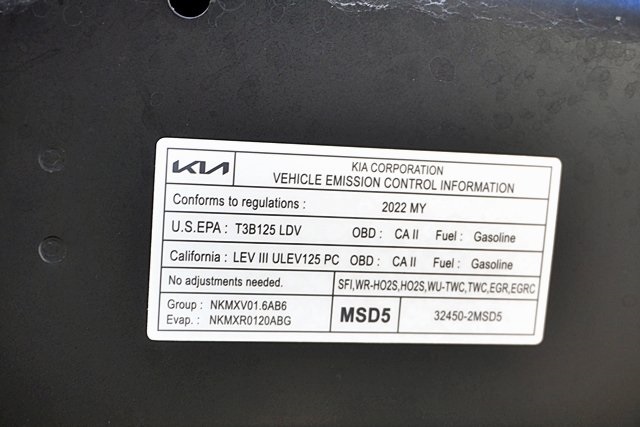 KIA KIA CORPORATION
VEHICLE EMISSION CONTROL INFORMATION
Conforms to regulations : 2022 MY
U.S.EPA : T3B125 LDV OBD : CA II Fuel : Gasoline
California : LEV III ULEV125 PC OBD : CA II Fuel : Gasoline
No adjustments needed. SFI,WR-HO2S,HO2S,WU-TWC,TWC,EGR,EGRC
Group : NKMXV01.6AB6
Evap. : NKMXR0120ABG
MSD5 32450-2MSD5